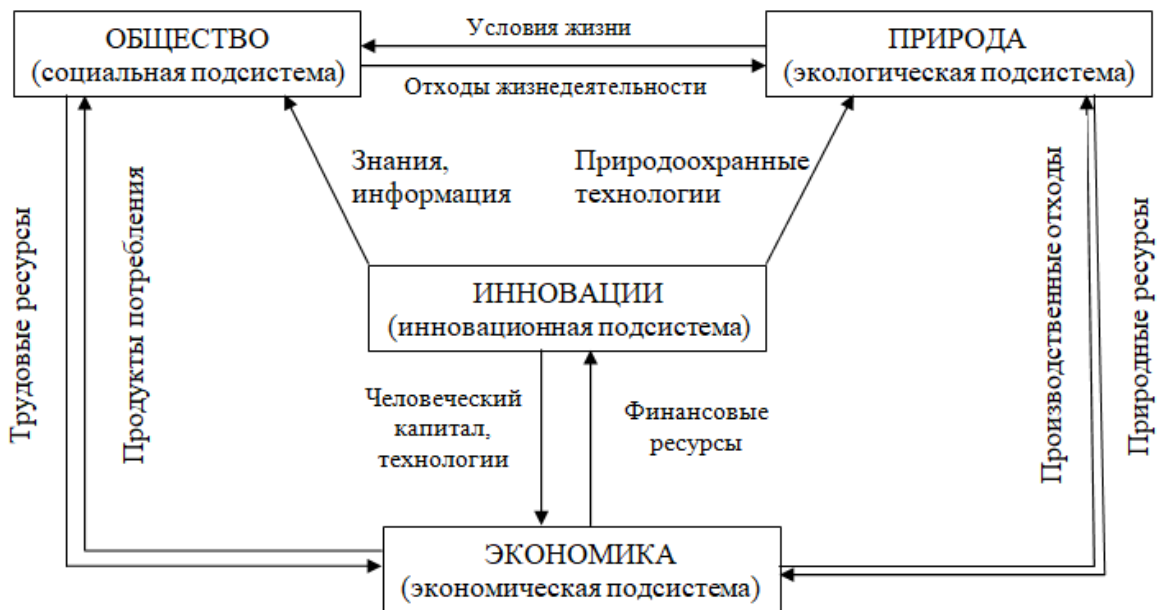 ОБЩЕСТВО
(социальная подсистема)
Условия жизни
Отходы жизнедеятельности
ПРИРОДА
(экологическая подсистема)
Знания,
информация
Природоохранные
технологии
Трудовые ресурсы
Продукты потребления
ИННОВАЦИИ
(инновационная подсистема)
Производственные отходы
Природные ресурсы
Человеческий
капитал,
технологии
Финансовые
ресурсы
ЭКОНОМИКА
(экономическая подсистема)